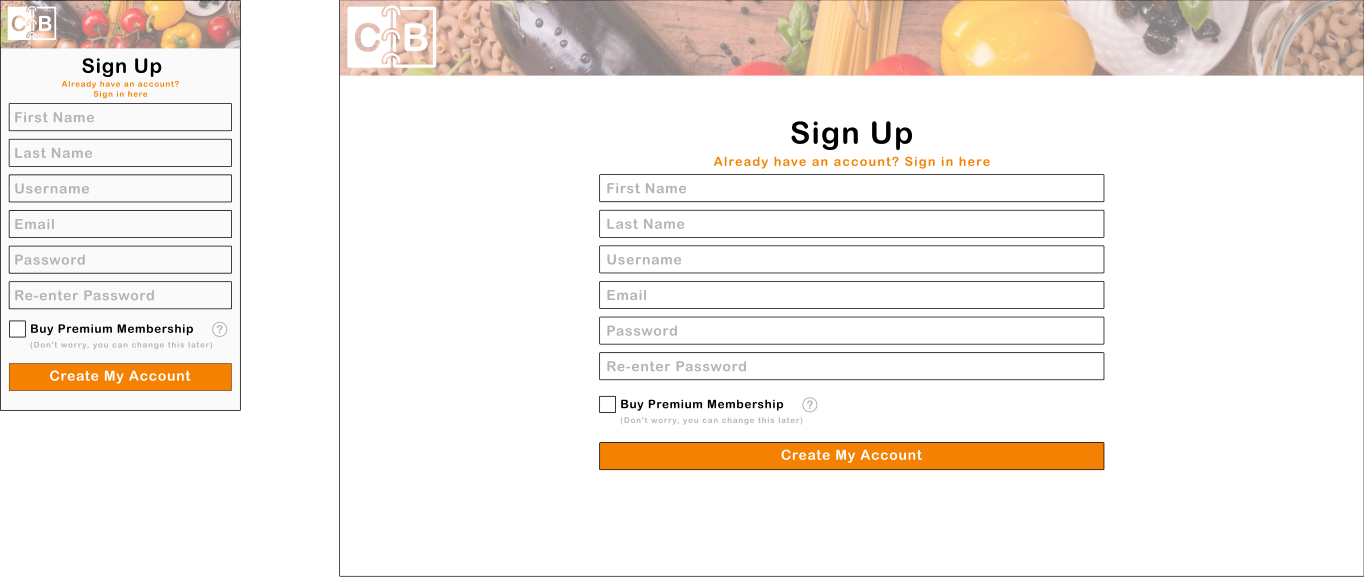 C B
Sign Up
Already have an account?
Sign in here
First Name
Last Name
Username
Email
Password
Re-enter Password
Buy Premium Membership ?
(Don't worry, you can change this later)
Create My Account
C B
Sign Up
Already have an account? Sign in here
First Name
Last Name
Username
Email
Password
Re-enter Password
Buy Premium Membership ?
(Don't worry, you can change this later)
Create My Account